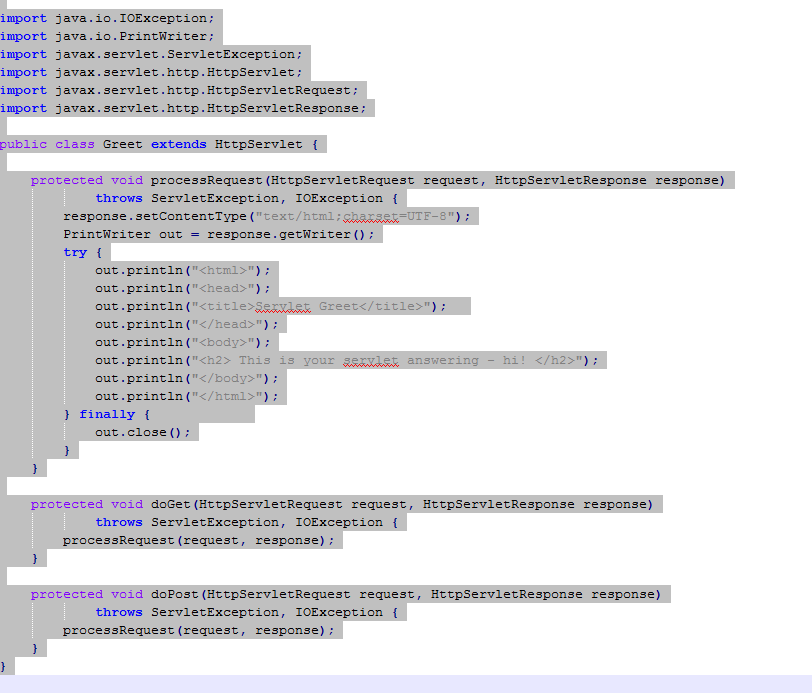 import java.io.IOException;
import java.io.PrintWriter;
import javax.servlet.ServletException;
import javax.servlet.http.HttpServlet;
import javax.servlet.http.HttpServletRequest;
import javax.servlet.http.HttpServletResponse;
public class Greet extends HttpServlet {
protected void processRequest(HttpServletRequest request, HttpServletResponse response)
throws ServletException, IOException {
response.setContentType("text/html;charset=UTF-8");
PrintWriter out = response.getWriter();
try {
out.println("<html>");
out.println("<head>");
out.println("<title>Servlet Greet</title>");
out.println("</head>");
out.println("<body>");
out.println("<h2> This is your servlet answering - hi! </h2>");
out.println("</body>");
out.println("</html>");
} finally {
out.close();
}
}
protected void doGet(HttpServletRequest request, HttpServletResponse response)
throws ServletException, IOException {
processRequest(request, response);
}
protected void doPost(HttpServletRequest request, HttpServletResponse response)
throws ServletException, IOException {
processRequest(request, response);
}
}